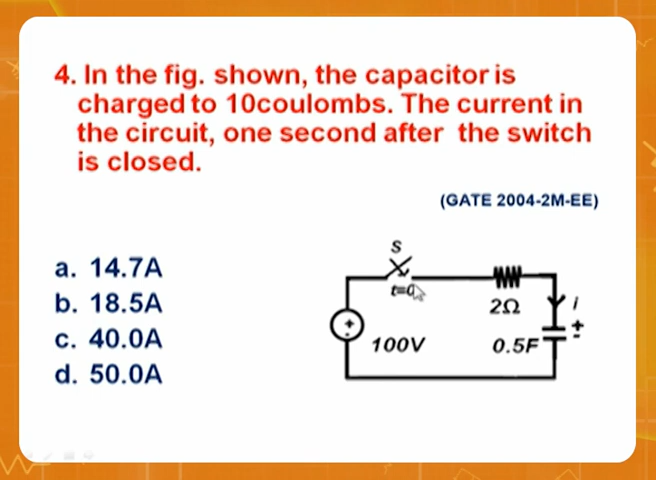 4. In the fig. shown, the capacitor is
charged to 10coulombs. The current in
the circuit, one second after the switch
is closed.
(GATE 2004-2M-EE)
a. 14.7A
b. 18.5A
c. 40.0A
d. 50.0A
S
t=0
2Ω
i
+
-
+
-
100V
0.5F